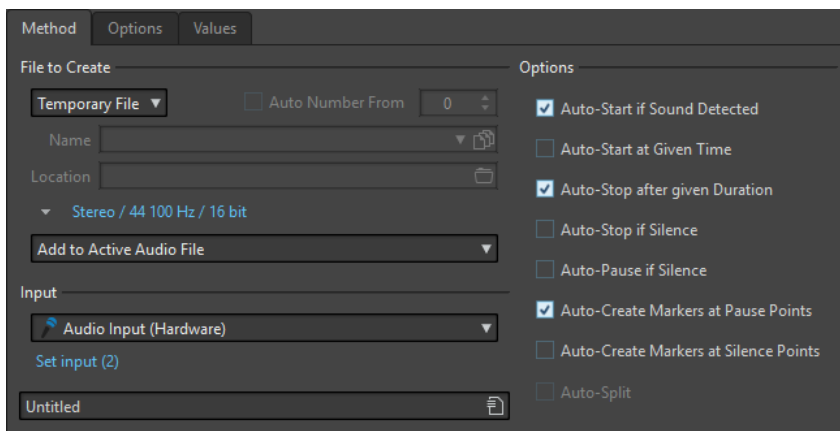 Method Options Values
File to Create
Temporary File
Auto Number From 0
Name
Location
Stereo / 44 100 Hz / 16 bit
Add to Active Audio File
Input
Audio Input (Hardware)
Set input (2)
Untitled
Options
Auto-Start if Sound Detected
Auto-Start at Given Time
Auto-Stop after given Duration
Auto-Stop if Silence
Auto-Pause if Silence
Auto-Create Markers at Pause Points
Auto-Create Markers at Silence Points
Auto-Split